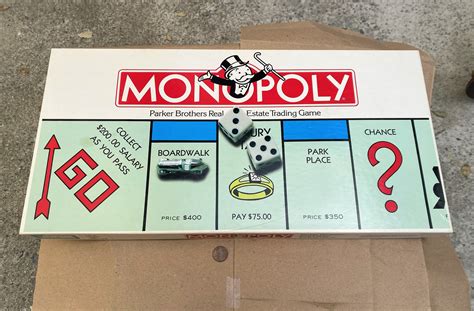 MONOPOLY
Parker Brothers Real Estate Trading Game
COLLECT
$200.00 SALARY
AS YOU PASS
GO
BOARDWALK
PRICE $400
PAY $75.00
PARK
PLACE
PRICE $350
CHANCE
?